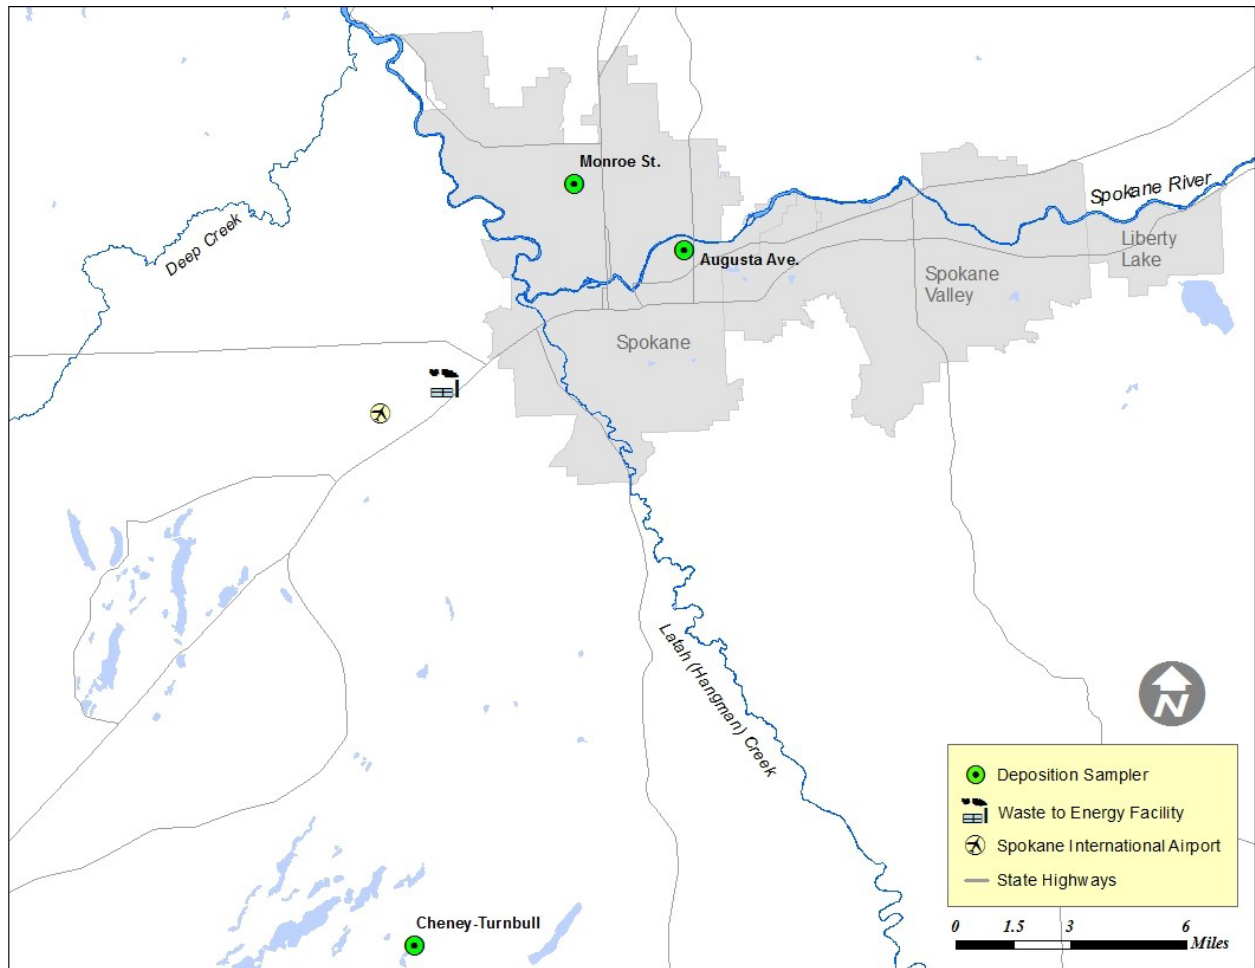 Monroe St.
Deep Creek
Spokane River
Augusta Ave.
Liberty
Lake
Spokane
Valley
Spokane
Latah (Hangman) Creek
N
Deposition Sampler
Waste to Energy Facility
Spokane International Airport
State Highways
0 1.5 3 6
Miles
Cheney-Turnbull